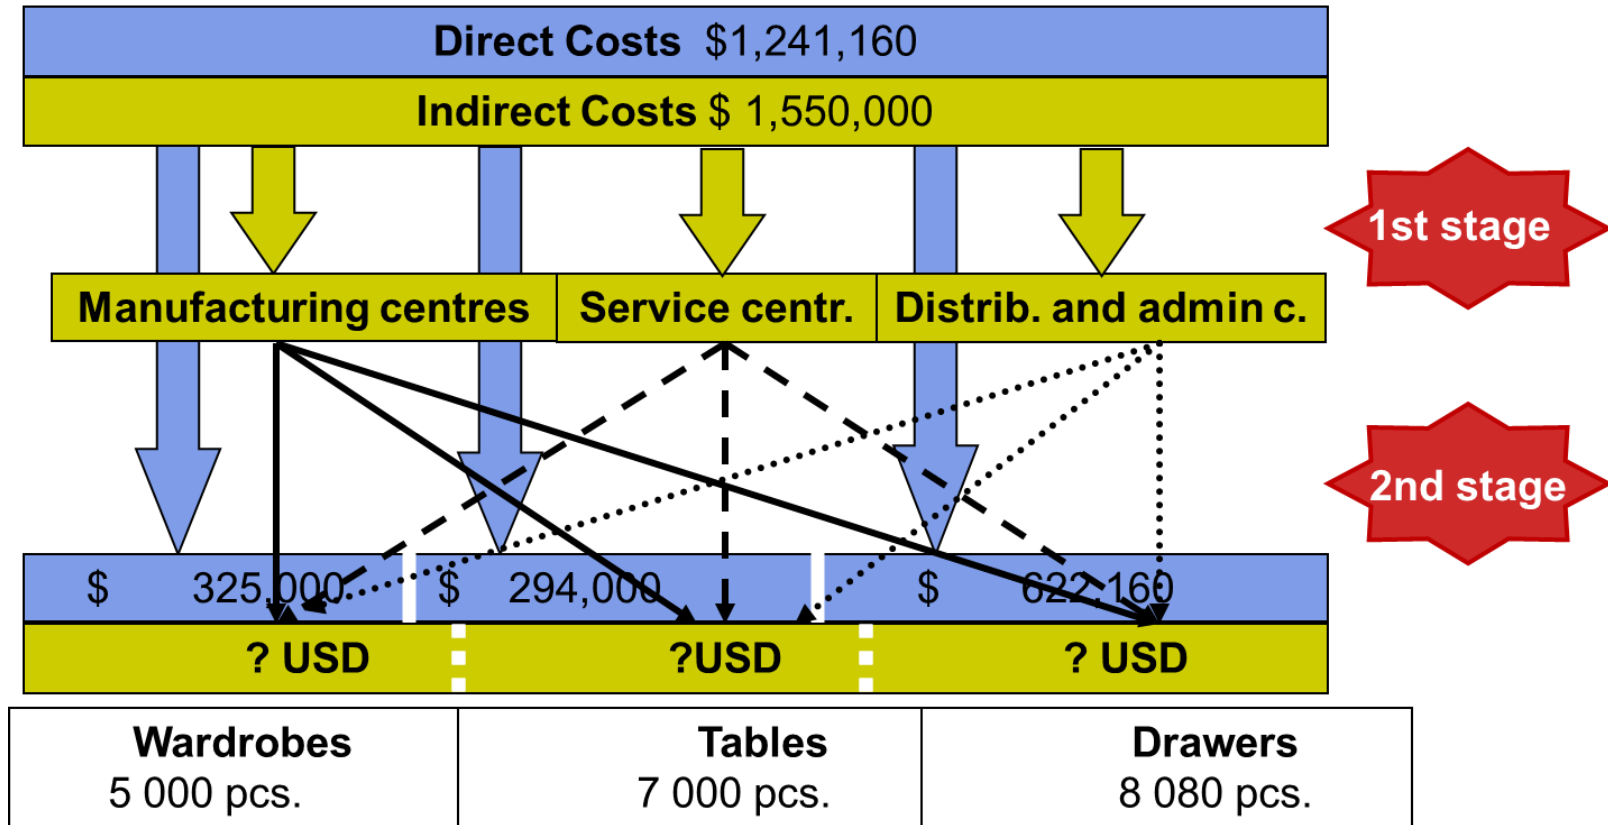 Direct Costs $1,241,160
Indirect Costs $ 1,550,000
1st stage
Manufacturing centres
Service centr.
Distrib. and admin c.
2nd stage
$ 325,000
$ 294,000
$ 622,160
? USD
?USD
? USD
Wardrobes
5 000 pcs.
Tables
7 000 pcs.
Drawers
8 080 pcs.